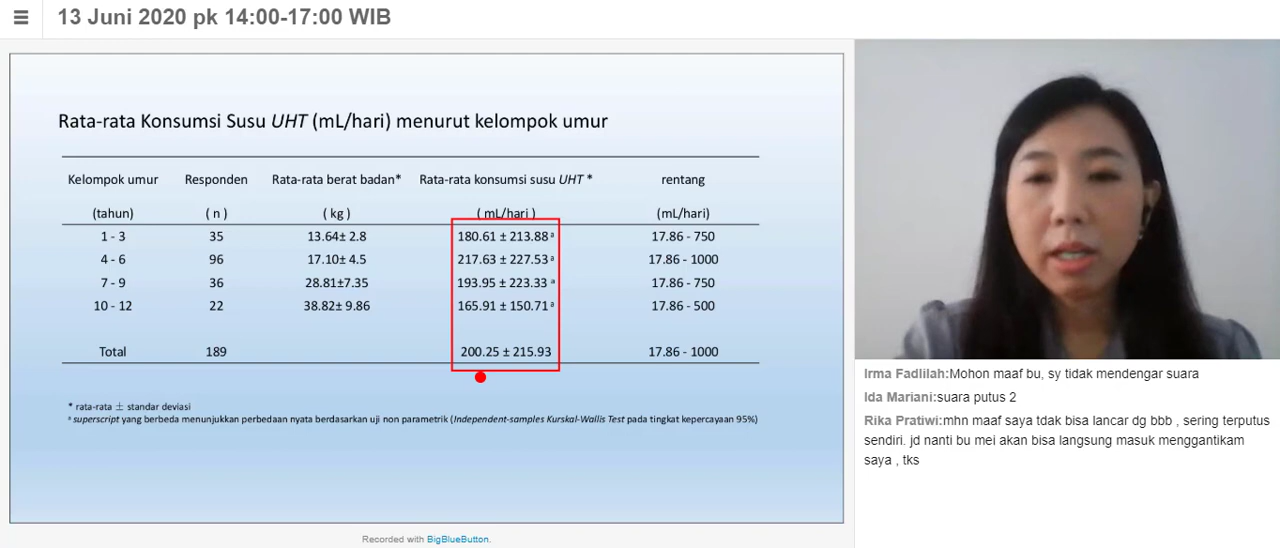 13 Juni 2020 pk 14:00-17:00 WIB
Rata-rata Konsumsi Susu UHT (mL/hari) menurut kelompok umur
Kelompok umur Responden Rata-rata berat badan* Rata-rata konsumsi susu UHT * rentang
(tahun) ( n ) ( kg ) ( mL/hari ) (mL/hari)
1 - 3 35 13.64± 2.8 180.61 ± 213.88 ª 17.86 - 750
4 - 6 96 17.10± 4.5 217.63 ± 227.53 ª 17.86 - 1000
7 - 9 36 28.81±7.35 193.95 ± 223.33 ª 17.86 - 750
10 - 12 22 38.82± 9.86 165.91 ± 150.71 ª 17.86 - 500
Total 189 200.25 ± 215.93 17.86 - 1000
* rata-rata ± standar deviasi
ª superscript yang berbeda menunjukkan perbedaan nyata berdasarkan uji non parametrik (Independent-samples Kurskal-Wallis Test pada tingkat kepercayaan 95%)
Recorded with BigBlueButton.
Irma Fadlilah:Mohon maaf bu, sy tidak mendengar suara
Ida Mariani:suara putus 2
Rika Pratiwi:mhn maaf saya tdak bisa lancar dg bbb , sering terputus
sendiri. jd nanti bu mei akan bisa langsung masuk menggantikam
saya , tks